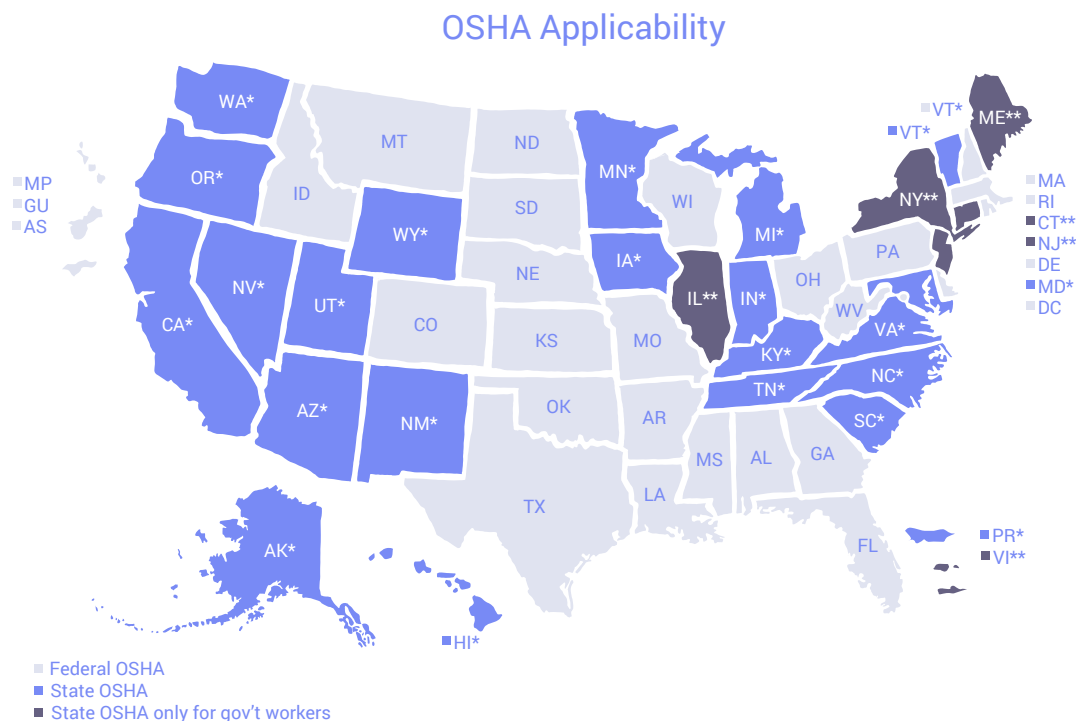 OSHA Applicability
WA*
MT
ND
MN*
VT*
VT*
ME**
OR*
ID
SD
WI
MI*
NY**
MP
GU
AS
MA
RI
CT**
NJ**
DE
MD*
DC
WY*
IA*
PA
NV*
UT*
NE
IL**
IN*
OH
WV
CA*
CO
KS
MO
KY*
VA*
AZ*
NM*
OK
AR
TN*
NC*
SC*
TX
LA
MS
AL
GA
FL
AK*
HI*
PR*
VI**
Federal OSHA
State OSHA
State OSHA only for gov't workers